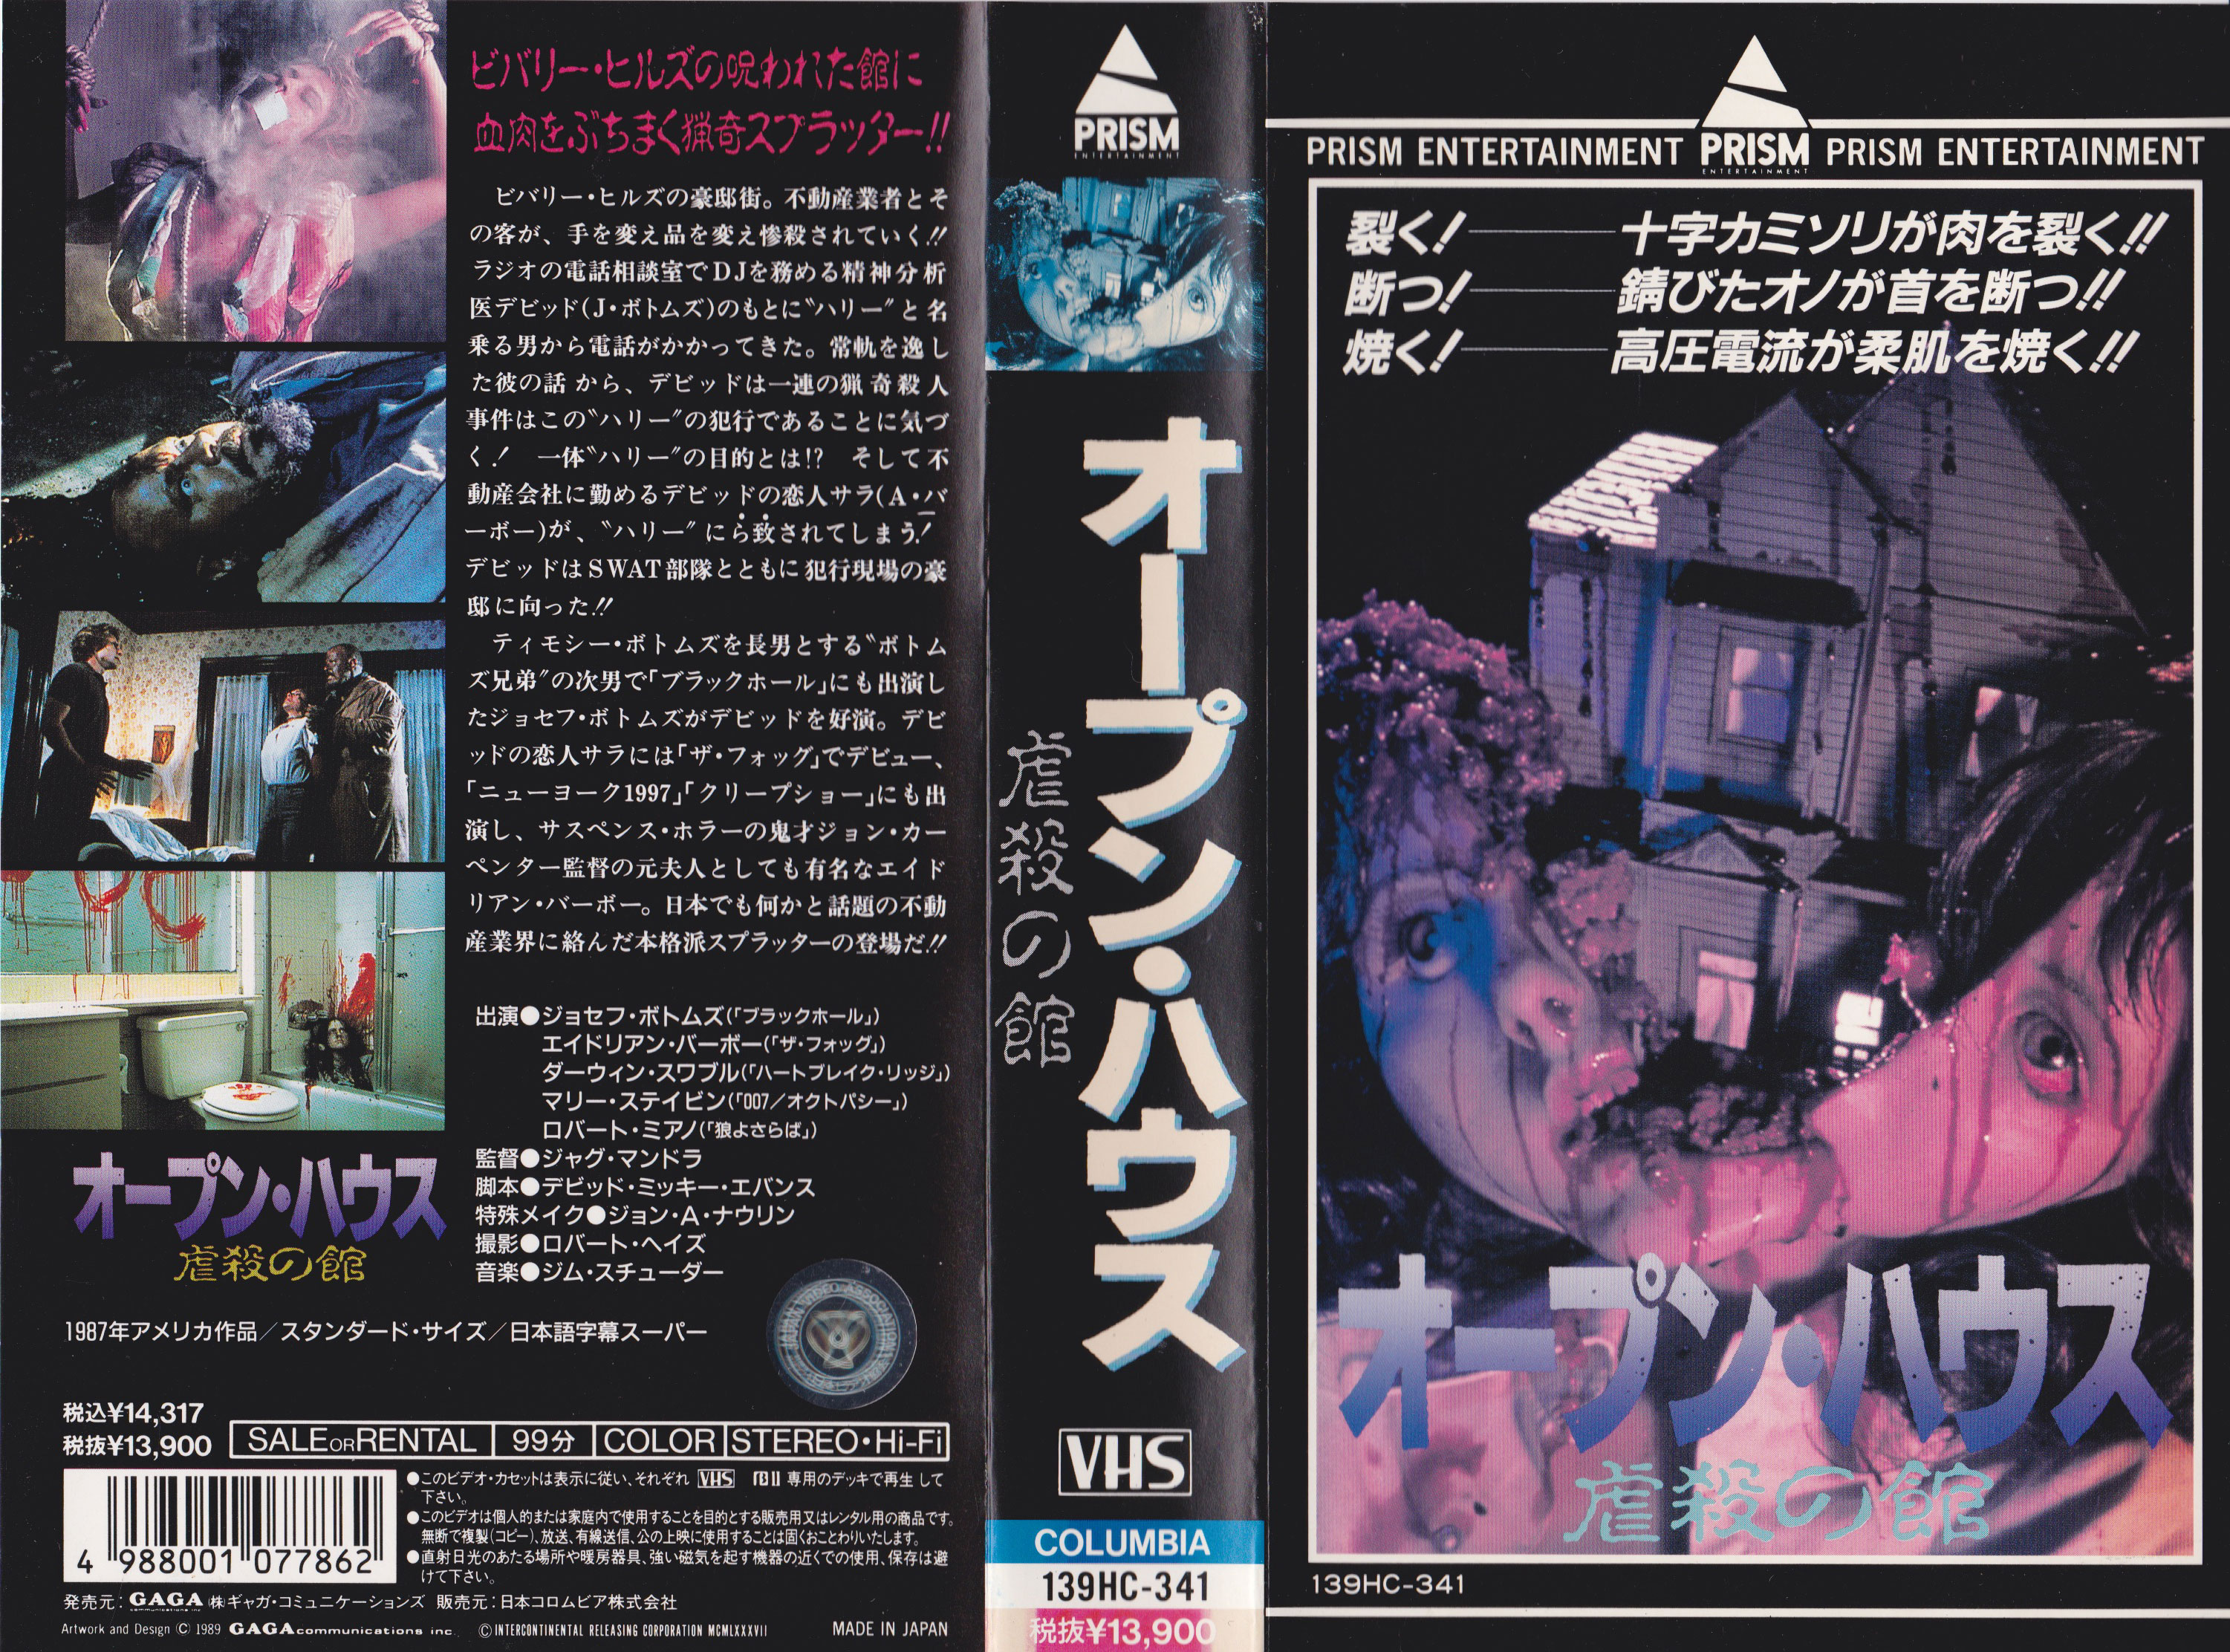 ビバリー・ヒルズの呪われた館に
血肉をぶちまく猟奇スプラッター!!
ビバリー・ヒルズの豪邸街。不動産業者とそ
の客が、手を変え品を変え惨殺されていく!!
ラジオの電話相談室でDJを務める精神分析
医デビッド(J・ボトムズ)のもとに〝ハリー〟と名
乗る男から電話がかかってきた。常軌を逸し
た彼の話から、デビッドは一連の猟奇殺人
事件はこの〝ハリー〟の犯行であることに気づ
く! 一体〝ハリー〟の目的とは!? そして不
動産会社に勤めるデビッドの恋人サラ(A・バ
ーボー)が、〝ハリー〟にら致されてしまう!
デビッドはSWAT部隊とともに犯行現場の豪
邸に向った!!
ティモシー・ボトムズを長男とする〝ボトム
ズ兄弟〟の次男で「ブラックホール」にも出演し
たジョセフ・ボトムズがデビッドを好演。デビ
ッドの恋人サラには「ザ・フォッグ」でデビュー、
「ニューヨーク1997」「クリープショー」にも出
演し、サスペンス・ホラーの鬼才ジョン・カー
ペンター監督の元夫人としても有名なエイド
リアン・バーボー。日本でも何かと話題の不動
産業界に絡んだ本格派スプラッターの登場だ!!
出演●ジョセフ・ボトムズ(「ブラックホール」)
エイドリアン・バーボー(「ザ・フォッグ」)
ダーウィン・スワブル(「ハートブレイク・リッジ」)
マリー・ステイビン(「007/オクトパシー」)
ロバート・ミアノ(「狼よさらば」)
監督●ジャグ・マンドラ
脚本●デビッド・ミッキー・エバンス
特殊メイク●ジョン・A・ナウリン
撮影●ロバート・ヘイズ
音楽●ジム・スチューダー
オープン・ハウス
虐殺の館
1987年アメリカ作品/スタンダード・サイズ/日本語字幕スーパー
税込¥14,317
税抜¥13,900
SALE OR RENTAL 99分 COLOR STEREO・Hi-Fi
4 988001 077862
●このビデオ・カセットは表示に従い、それぞれ VHS 専用のデッキで再生して
下さい。
●このビデオは個人的または家庭内で使用することを目的とする販売用又はレンタル用の商品です。
無断で複製(コピー)、放送、有線送信、公の上映に使用することは固くおことわりいたします。
●直射日光のあたる場所や暖房器具、強い磁気を起す機器の近くでの使用、保存は避
けて下さい。
発売元:GAGA communications inc. ㈱ギャガ・コミュニケーションズ 販売元:日本コロムビア株式会社
Artwork and Design © 1989 GAGA communications inc. © INTERCONTINENTAL RELEASING CORPORATION MCMLXXXVII MADE IN JAPAN
PRISM
ENTERTAINMENT
オープン・ハウス
虐殺の館
VHS
COLUMBIA
139HC-341
税抜¥13,900
PRISM ENTERTAINMENT PRISM PRISM ENTERTAINMENT
ENTERTAINMENT
裂く!――十字カミソリが肉を裂く!!
断つ!――錆びたオノが首を断つ!!
焼く!――高圧電流が柔肌を焼く!!
オープン・ハウス
虐殺の館
139HC-341